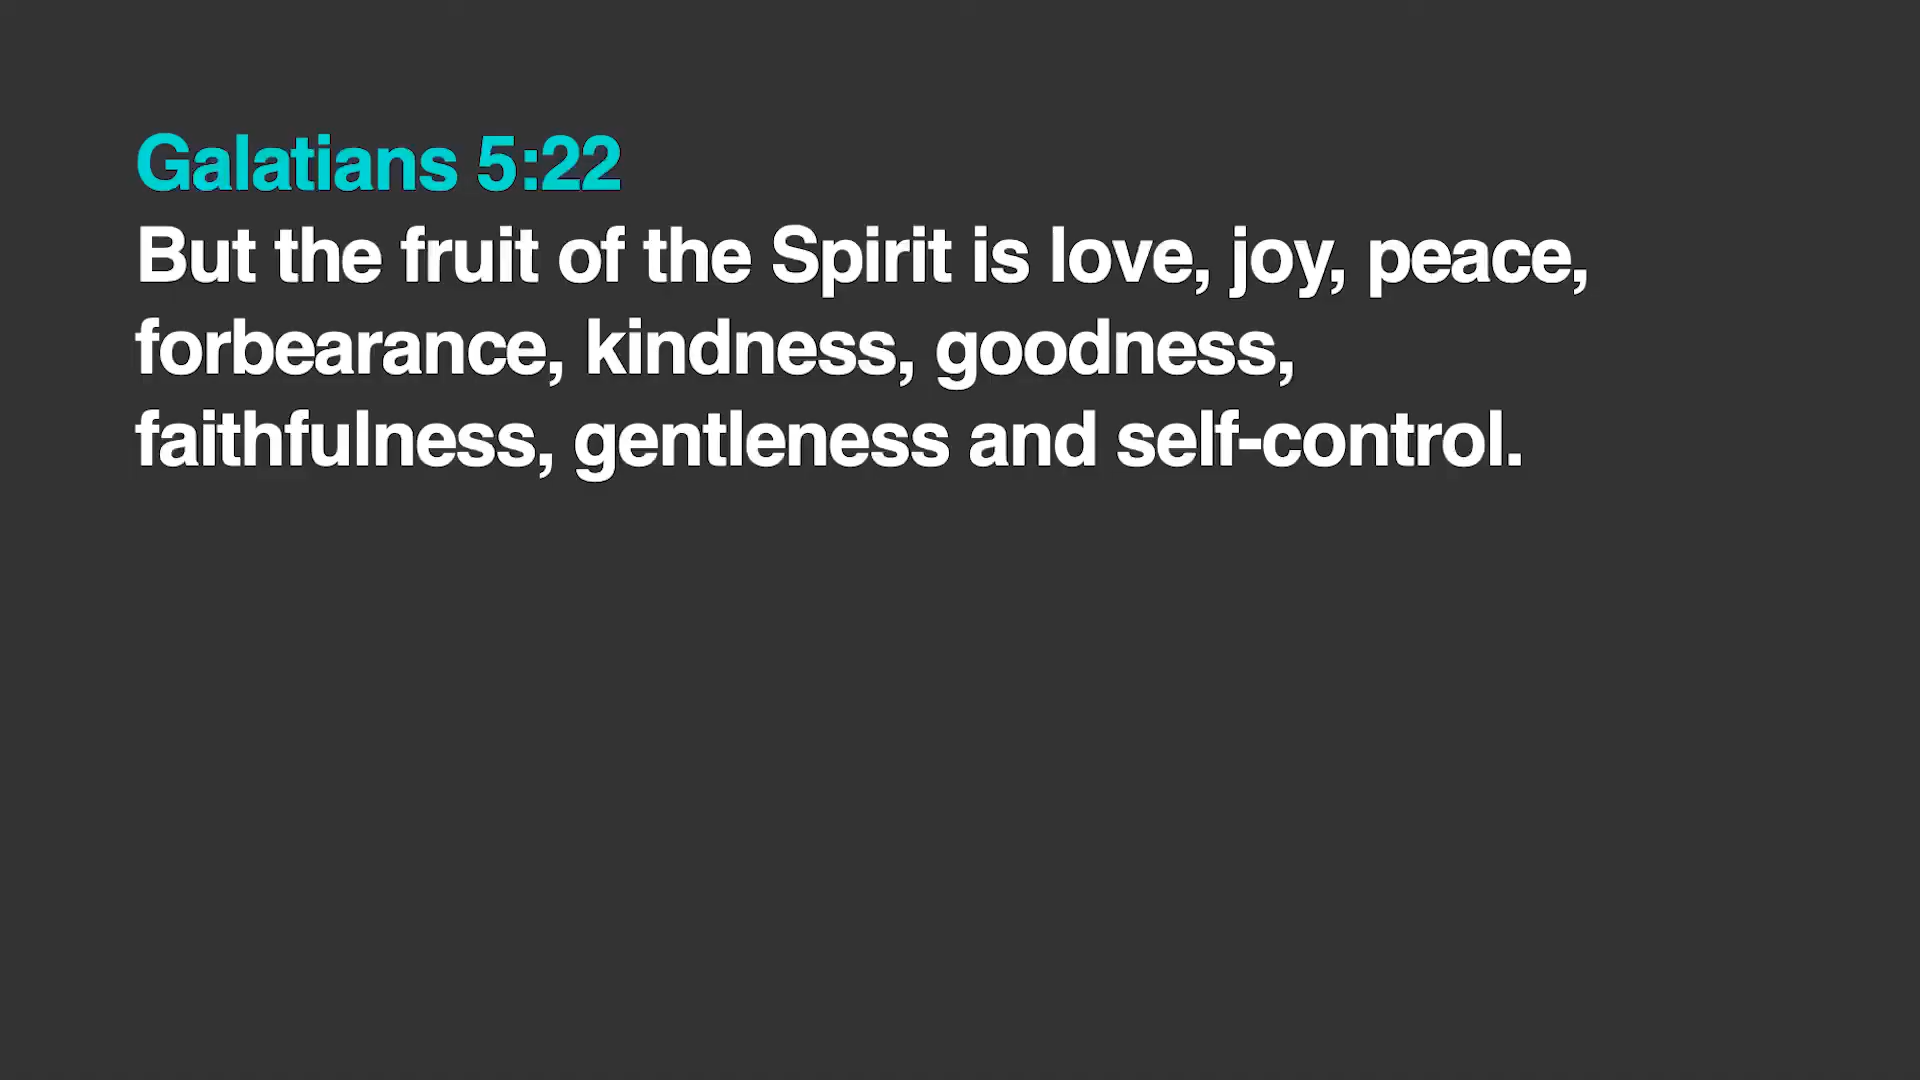 Galatians 5:22
But the fruit of the Spirit is love, joy, peace,
forbearance, kindness, goodness,
faithfulness, gentleness and self-control.